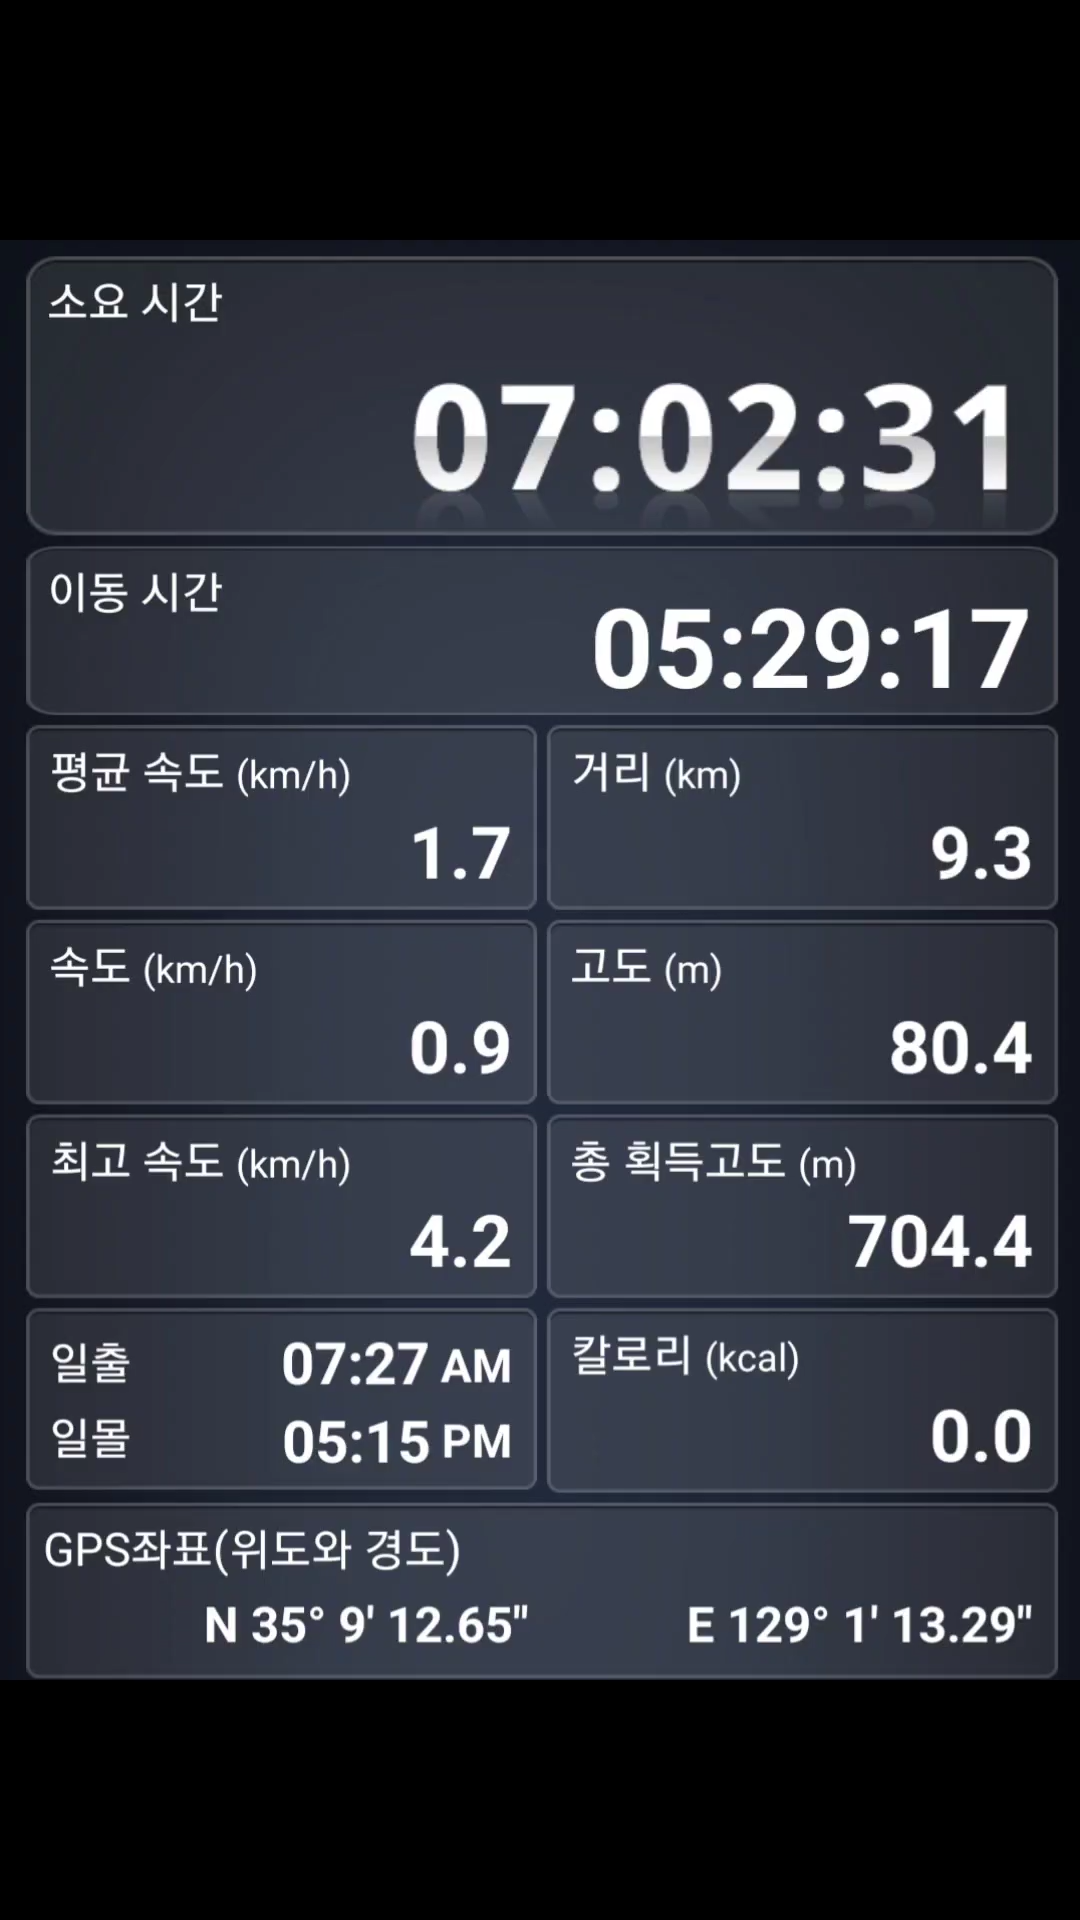 소요 시간
07:02:31
이동 시간
05:29:17
평균 속도 (km/h)
1.7
거리 (km)
9.3
속도 (km/h)
0.9
고도 (m)
80.4
최고 속도 (km/h)
4.2
총 획득고도 (m)
704.4
일출 07:27 AM
일몰 05:15 PM
칼로리 (kcal)
0.0
GPS좌표(위도와 경도)
N 35° 9' 12.65" E 129° 1' 13.29"